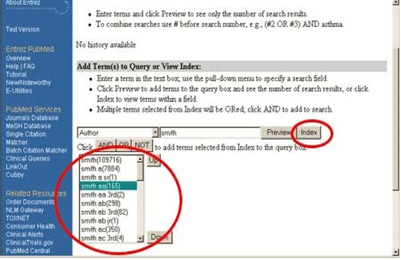 About Entrez
Text Version
Entrez PubMed
Overview
Help | FAQ
Tutorial
New/Noteworthy
E-Utilities
PubMed Services
Journals Database
MeSH Database
Single Citation
Matcher
Batch Citation Matcher
Clinical Queries
LinkOut
Cubby
Related Resources
Order Documents
NLM Gateway
TOXNET
Consumer Health
Clinical Alerts
ClinicalTrials.gov
PubMed Central
Enter terms and click Preview to see only the number of search results.
To combine searches use # before search number, e.g., (#2 OR #3) AND asthma.
No history available
Add Term(s) to Query or View Index:
Enter a term in the text box; use the pull-down menu to specify a search field.
Click Preview to add terms to the query box and see the number of search results, or click
Index to view terms within a field.
Multiple terms selected from Index will be ORed; click AND to add to search.
Author smith Preview Index
Click AND OR NOT to add terms selected from Index to the query box.
smith(109716)
smith a(7884)
smith a sr(1)
smith aa(165)
smith aa 3rd(2)
smith ab(298)
smith ab 3rd(82)
smith ab jr(1)
smith ac(350)
smith ac 3rd(4)
Up
Down